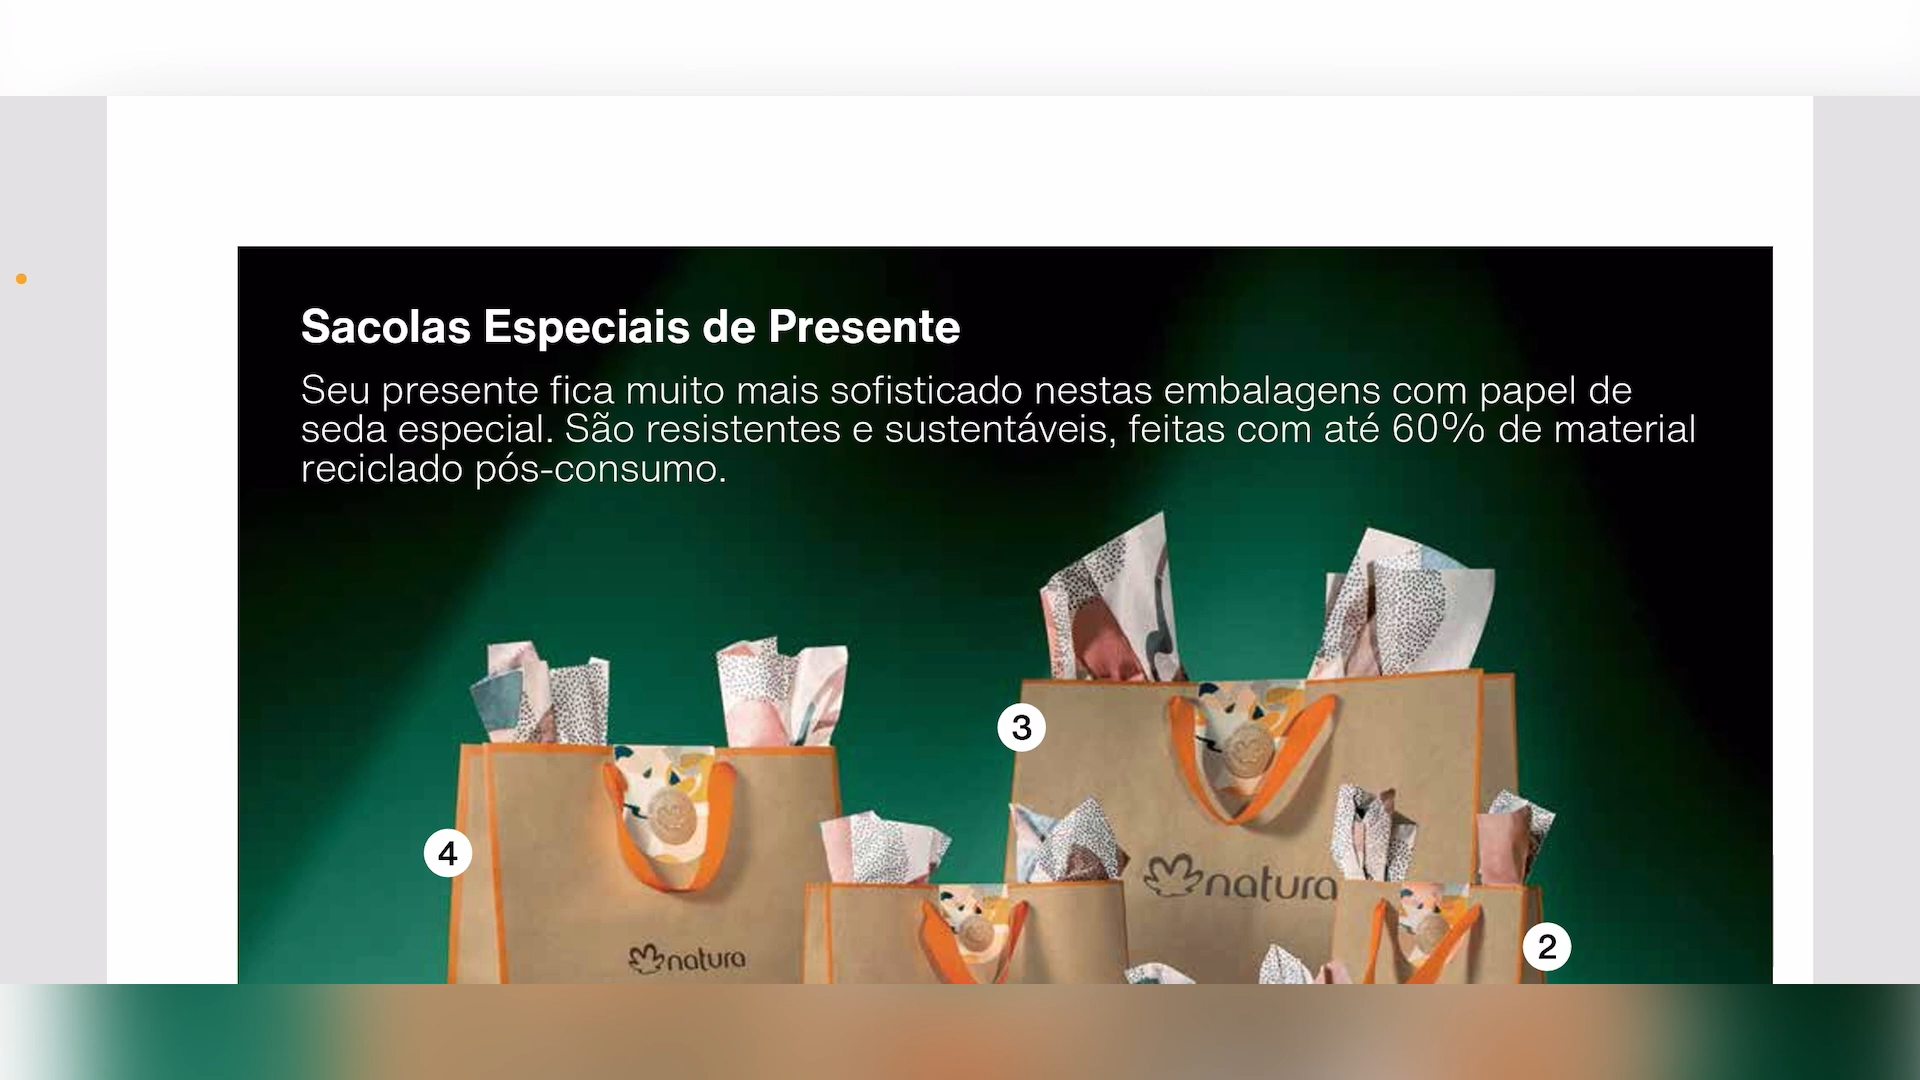 Sacolas Especiais de Presente
Seu presente fica muito mais sofisticado nestas embalagens com papel de
seda especial. São resistentes e sustentáveis, feitas com até 60% de material
reciclado pós-consumo.
3
4
natura
2
natura